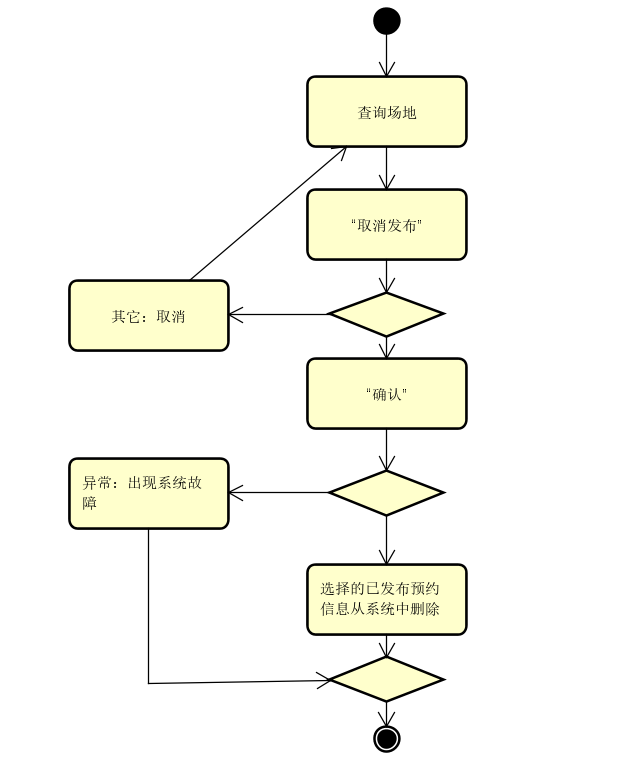 查询场地
“取消发布”
其它：取消
“确认”
异常：出现系统故
障
选择的已发布预约
信息从系统中删除